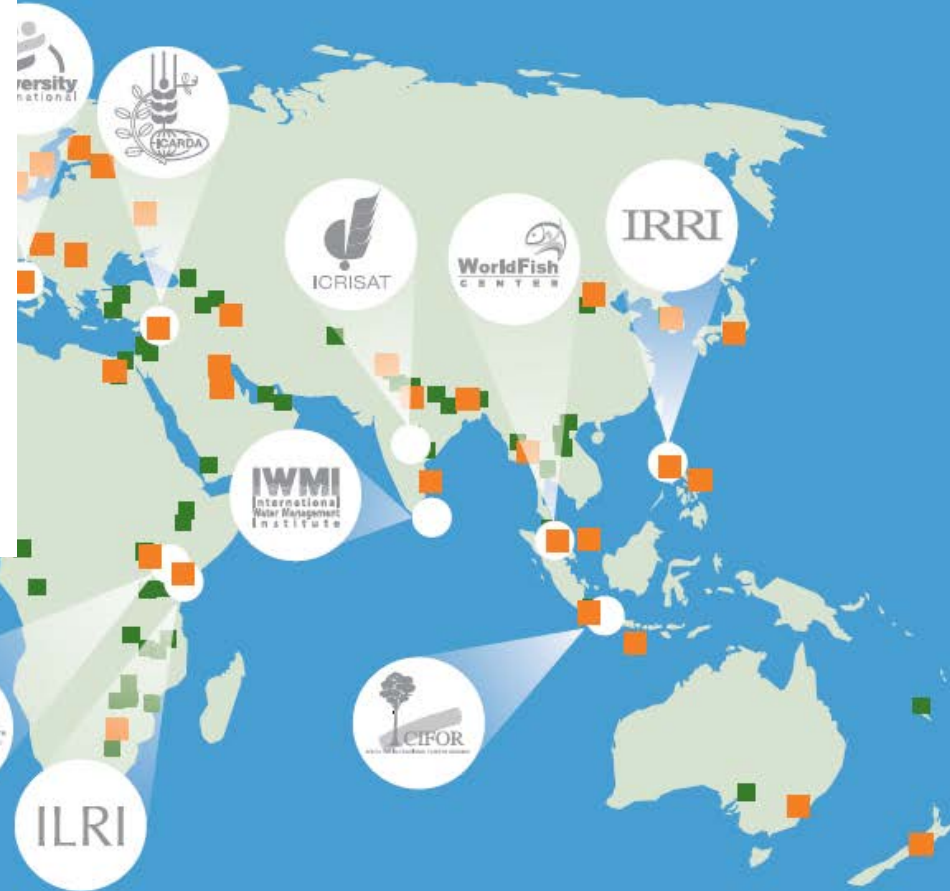 versity
national
ICARDA
ICRISAT
WorldFish
CENTER
IRRI
IWMI
International
Water Management
Institute
CIFOR
ILRI